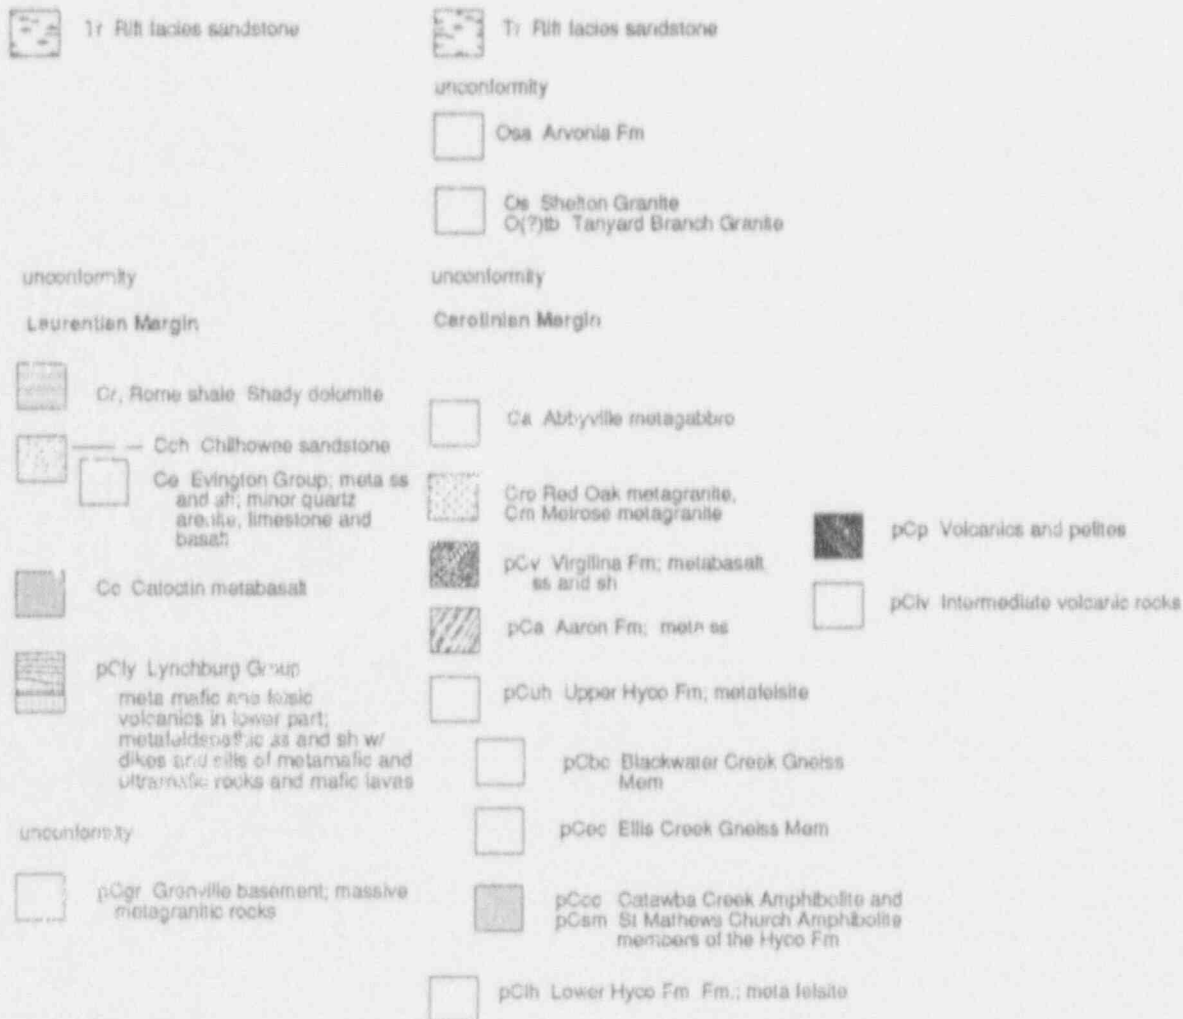 Tr Rift facies sandstone
unconformity
Laurentian Margin
Cr, Rome shale Shady dolomite
Cch Chilhowee sandstone
Ce Evington Group; meta ss
and sh; minor quartz
arenite, limestone and
basalt
Cc Catoctin metabasalt
pCly Lynchburg Group
meta mafic and felsic
volcanics in lower part;
metafeldspathic ss and sh w/
dikes and sills of metamafic and
ultramafic rocks and mafic lavas
unconformity
pCgr Grenville basement; massive
metagranitic rocks
Tr Rift facies sandstone
unconformity
Osa Arvonia Fm
Os Shelton Granite
O(?)tb Tanyard Branch Granite
unconformity
Carolinian Margin
Ca Abbyville metagabbro
Cro Red Oak metagranite,
Cm Melrose metagranite
pCv Virgilina Fm; metabasalt
ss and sh
pCa Aaron Fm; meta ss
pCuh Upper Hyco Fm; metafelsite
pCbc Blackwater Creek Gneiss
Mem
pCec Ellis Creek Gneiss Mem
pCcc Catawba Creek Amphibolite and
pCsm St Mathews Church Amphibolite
members of the Hyco Fm
pClh Lower Hyco Fm Fm.; meta felsite
pCp Volcanics and pelites
pCiv Intermediate volcanic rocks